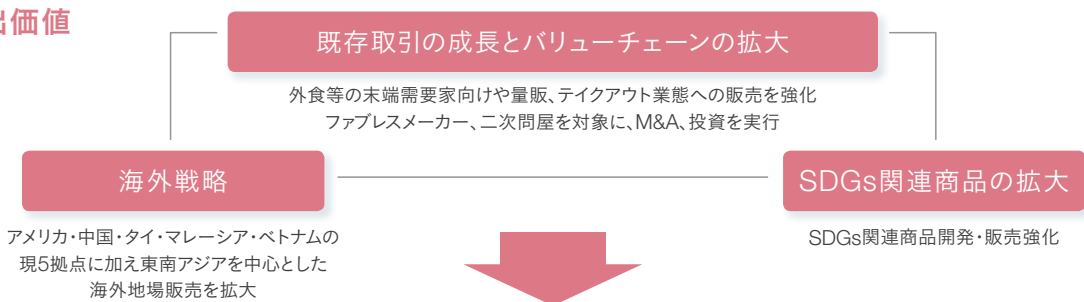 出価値
既存取引の成長とバリューチェーンの拡大
外食等の末端需要家向けや量販、テイクアウト業態への販売を強化
ファブレスメーカー、二次問屋を対象に、M&A、投資を実行
海外戦略
アメリカ・中国・タイ・マレーシア・ベトナムの
現5拠点に加え東南アジアを中心とした
海外地場販売を拡大
SDGs関連商品の拡大
SDGs関連商品開発・販売強化